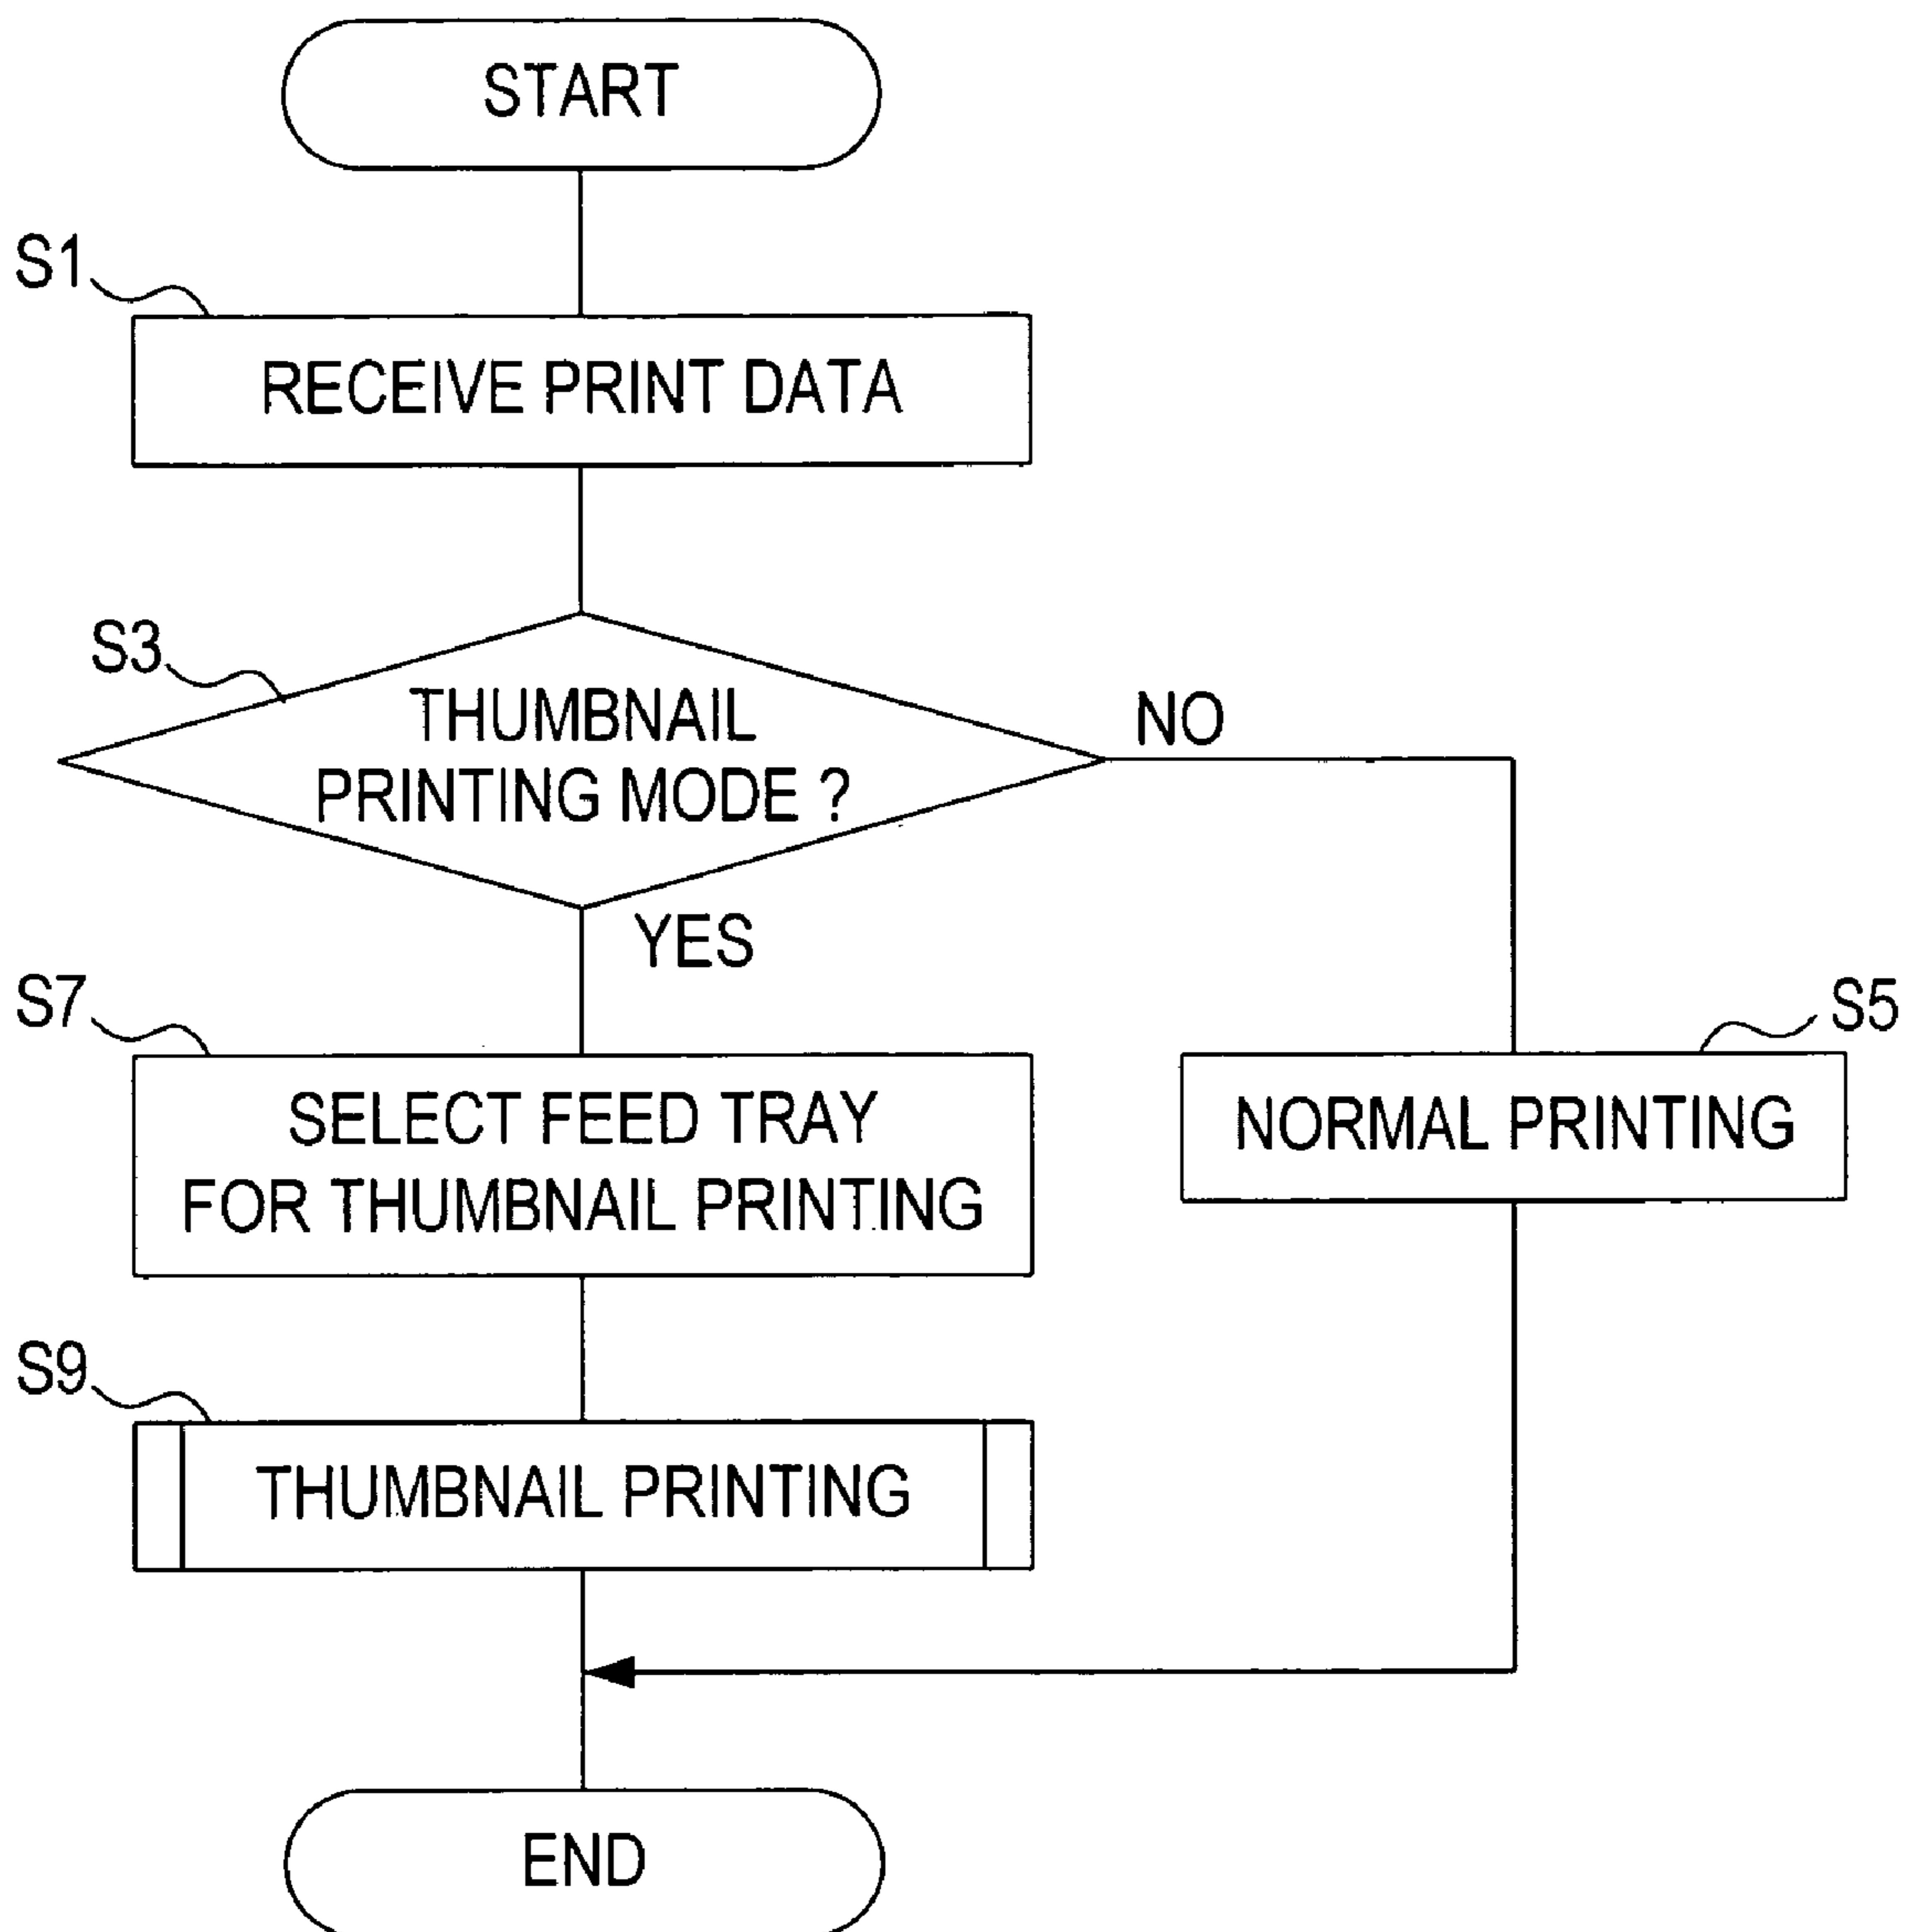 START
S1
RECEIVE PRINT DATA
S3
THUMBNAIL
PRINTING MODE ?
NO
YES
S7
SELECT FEED TRAY
FOR THUMBNAIL PRINTING
S5
NORMAL PRINTING
S9
THUMBNAIL PRINTING
END